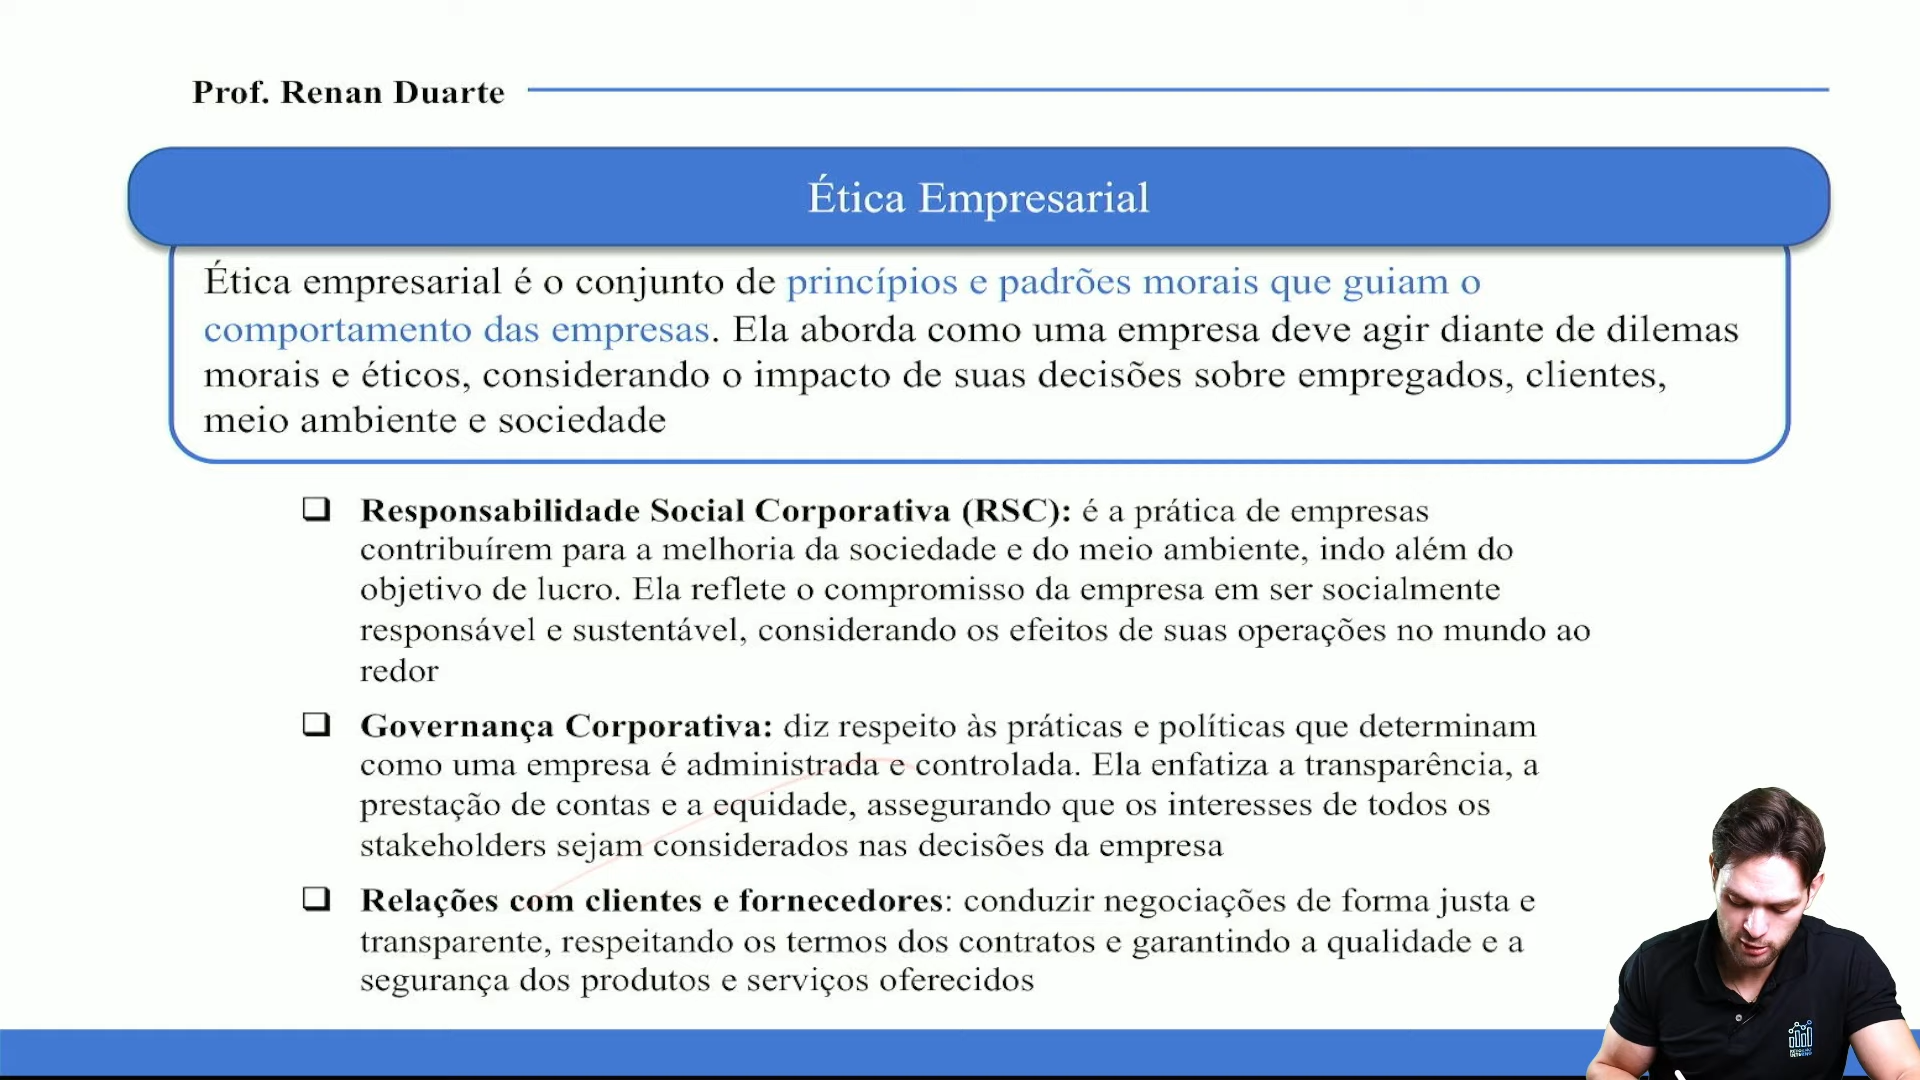 Prof. Renan Duarte
Ética Empresarial
Ética empresarial é o conjunto de princípios e padrões morais que guiam o
comportamento das empresas. Ela aborda como uma empresa deve agir diante de dilemas
morais e éticos, considerando o impacto de suas decisões sobre empregados, clientes,
meio ambiente e sociedade
Responsabilidade Social Corporativa (RSC): é a prática de empresas
contribuírem para a melhoria da sociedade e do meio ambiente, indo além do
objetivo de lucro. Ela reflete o compromisso da empresa em ser socialmente
responsável e sustentável, considerando os efeitos de suas operações no mundo ao
redor
Governança Corporativa: diz respeito às práticas e políticas que determinam
como uma empresa é administrada e controlada. Ela enfatiza a transparência, a
prestação de contas e a equidade, assegurando que os interesses de todos os
stakeholders sejam considerados nas decisões da empresa
Relações com clientes e fornecedores: conduzir negociações de forma justa e
transparente, respeitando os termos dos contratos e garantindo a qualidade e a
segurança dos produtos e serviços oferecidos